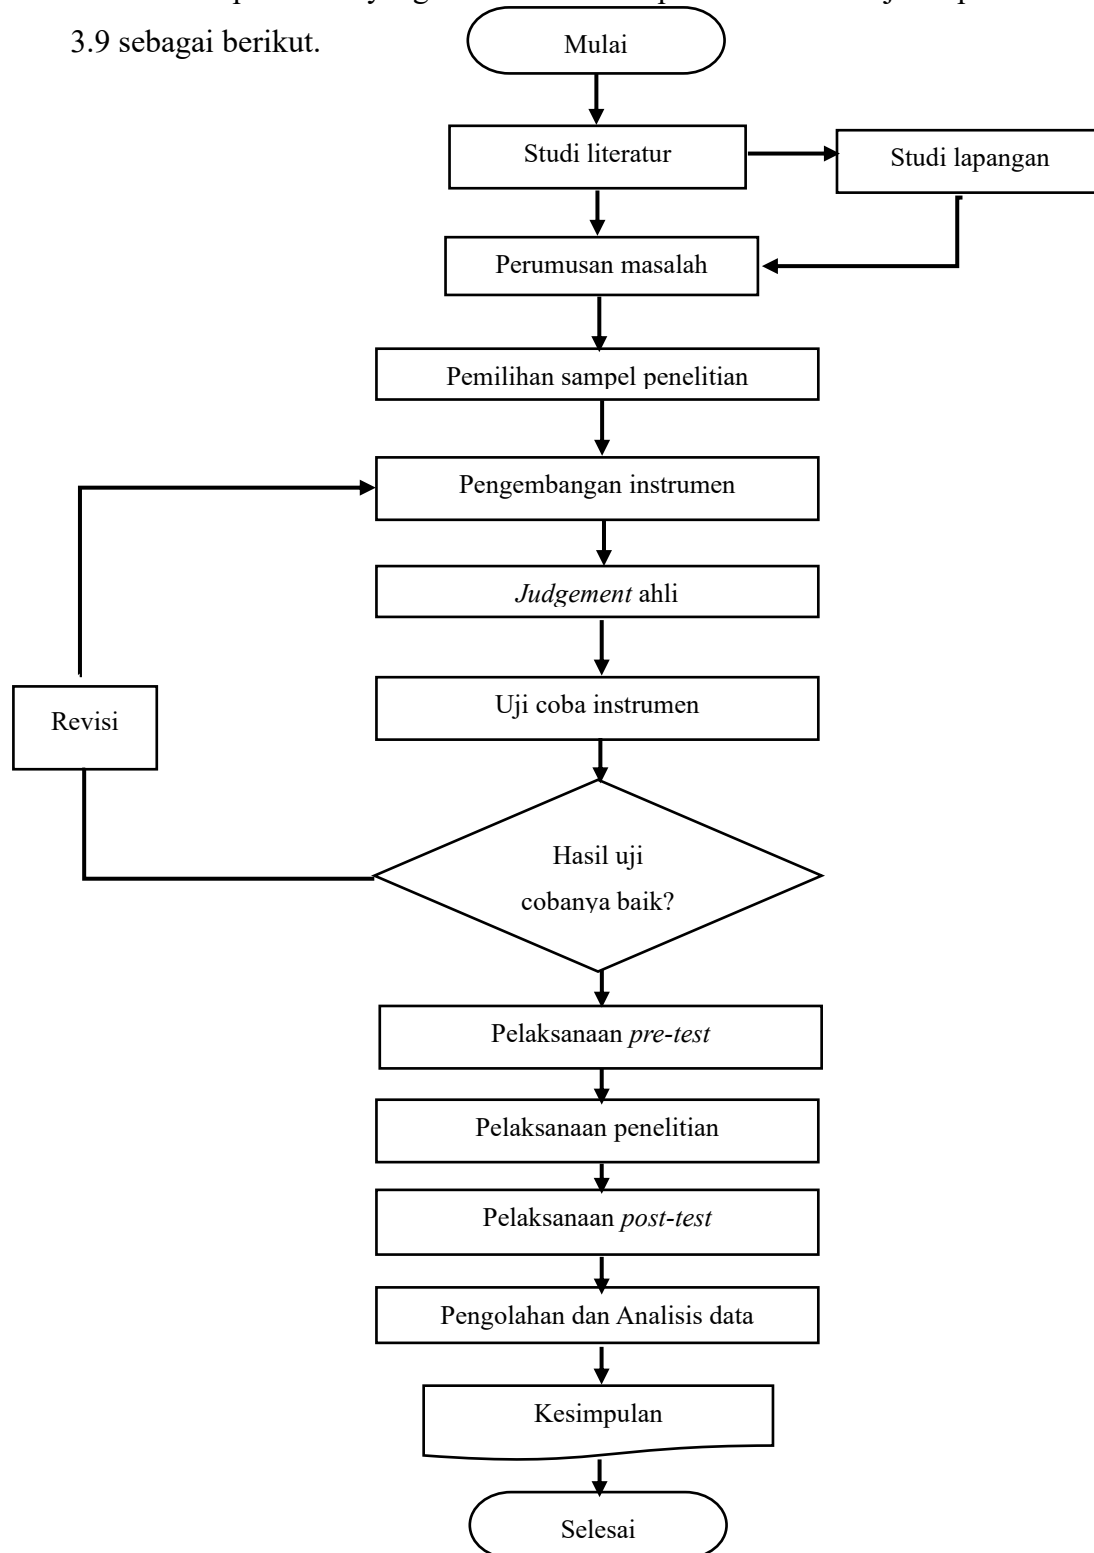 3.9 sebagai berikut.
Mulai
Studi literatur
Studi lapangan
Perumusan masalah
Pemilihan sampel penelitian
Pengembangan instrumen
Judgement ahli
Uji coba instrumen
Revisi
Hasil uji
cobanya baik?
Pelaksanaan pre-test
Pelaksanaan penelitian
Pelaksanaan post-test
Pengolahan dan Analisis data
Kesimpulan
Selesai